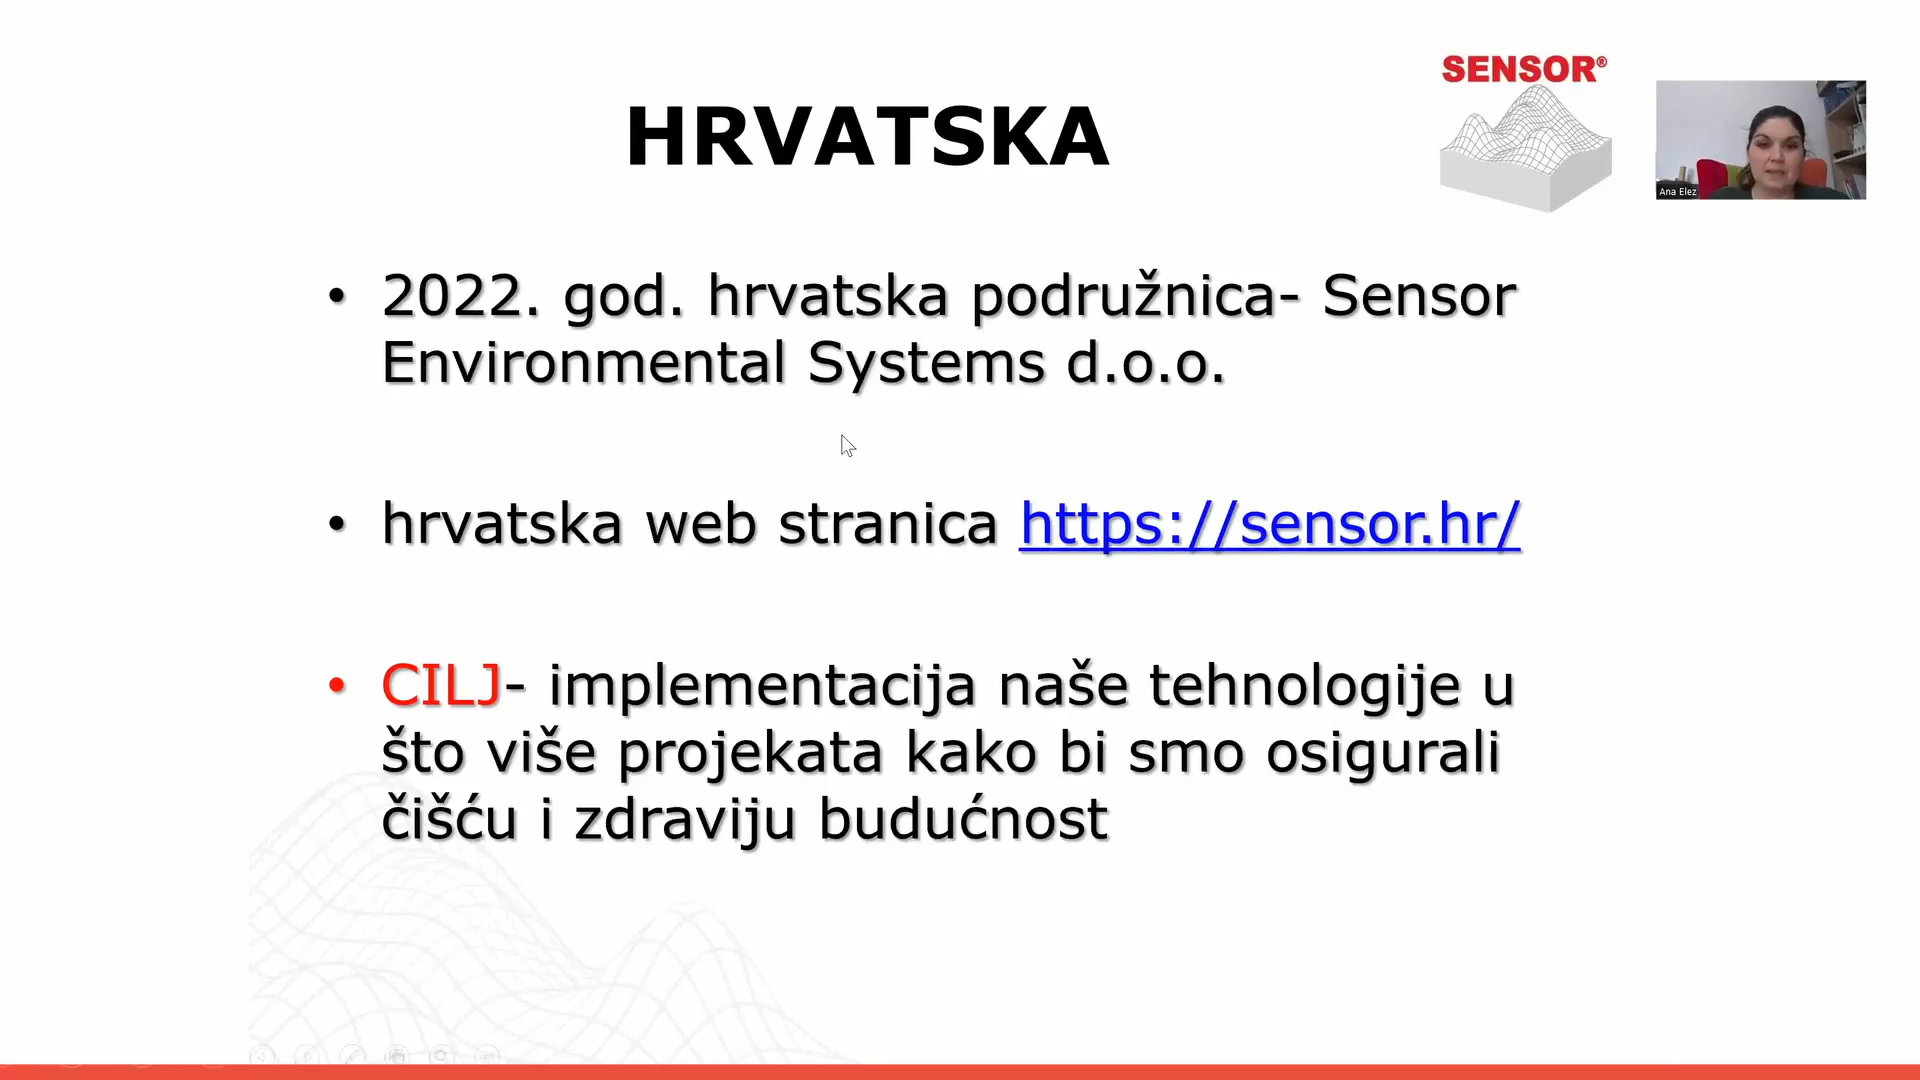 SENSOR®
HRVATSKA
Ana Elez
• 2022. god. hrvatska podružnica- Sensor
Environmental Systems d.o.o.
• hrvatska web stranica https://sensor.hr/
• CILJ- implementacija naše tehnologije u
što više projekata kako bi smo osigurali
čišću i zdraviju budućnost